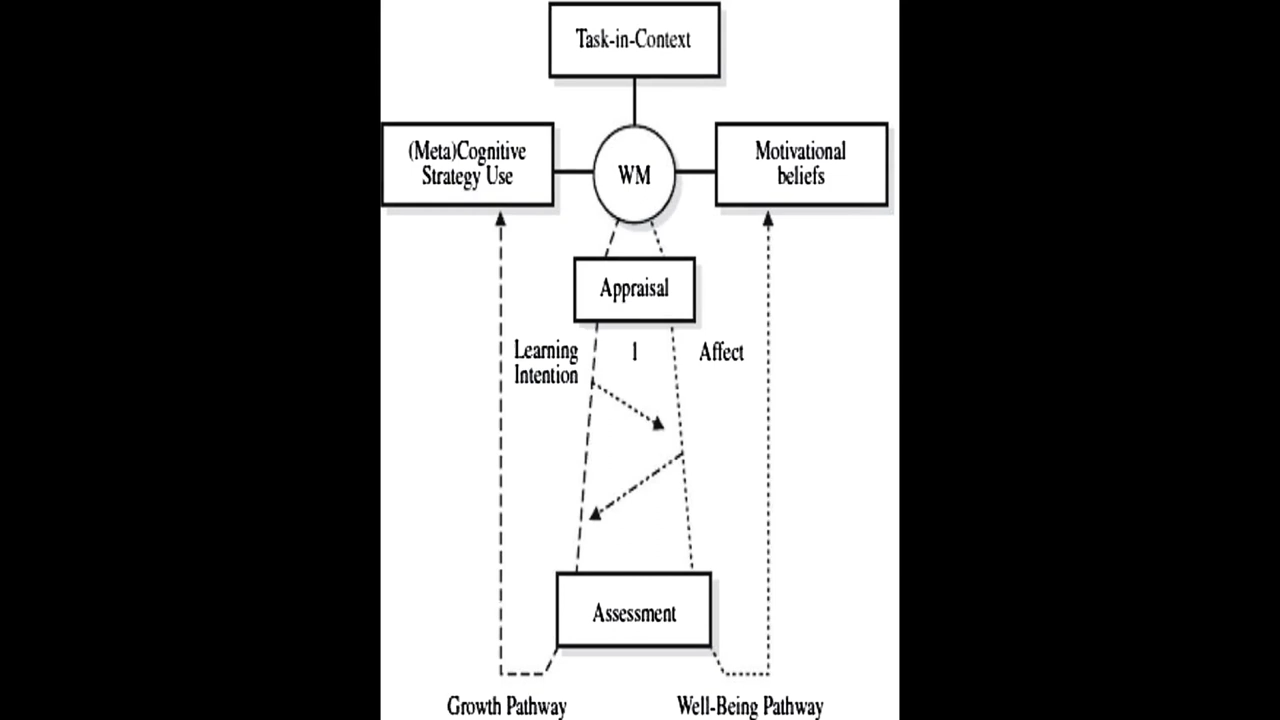 Task-in-Context
(Meta)Cognitive
Strategy Use
WM
Motivational
beliefs
Appraisal
Learning
Intention
1
Affect
Assessment
Growth Pathway
Well-Being Pathway